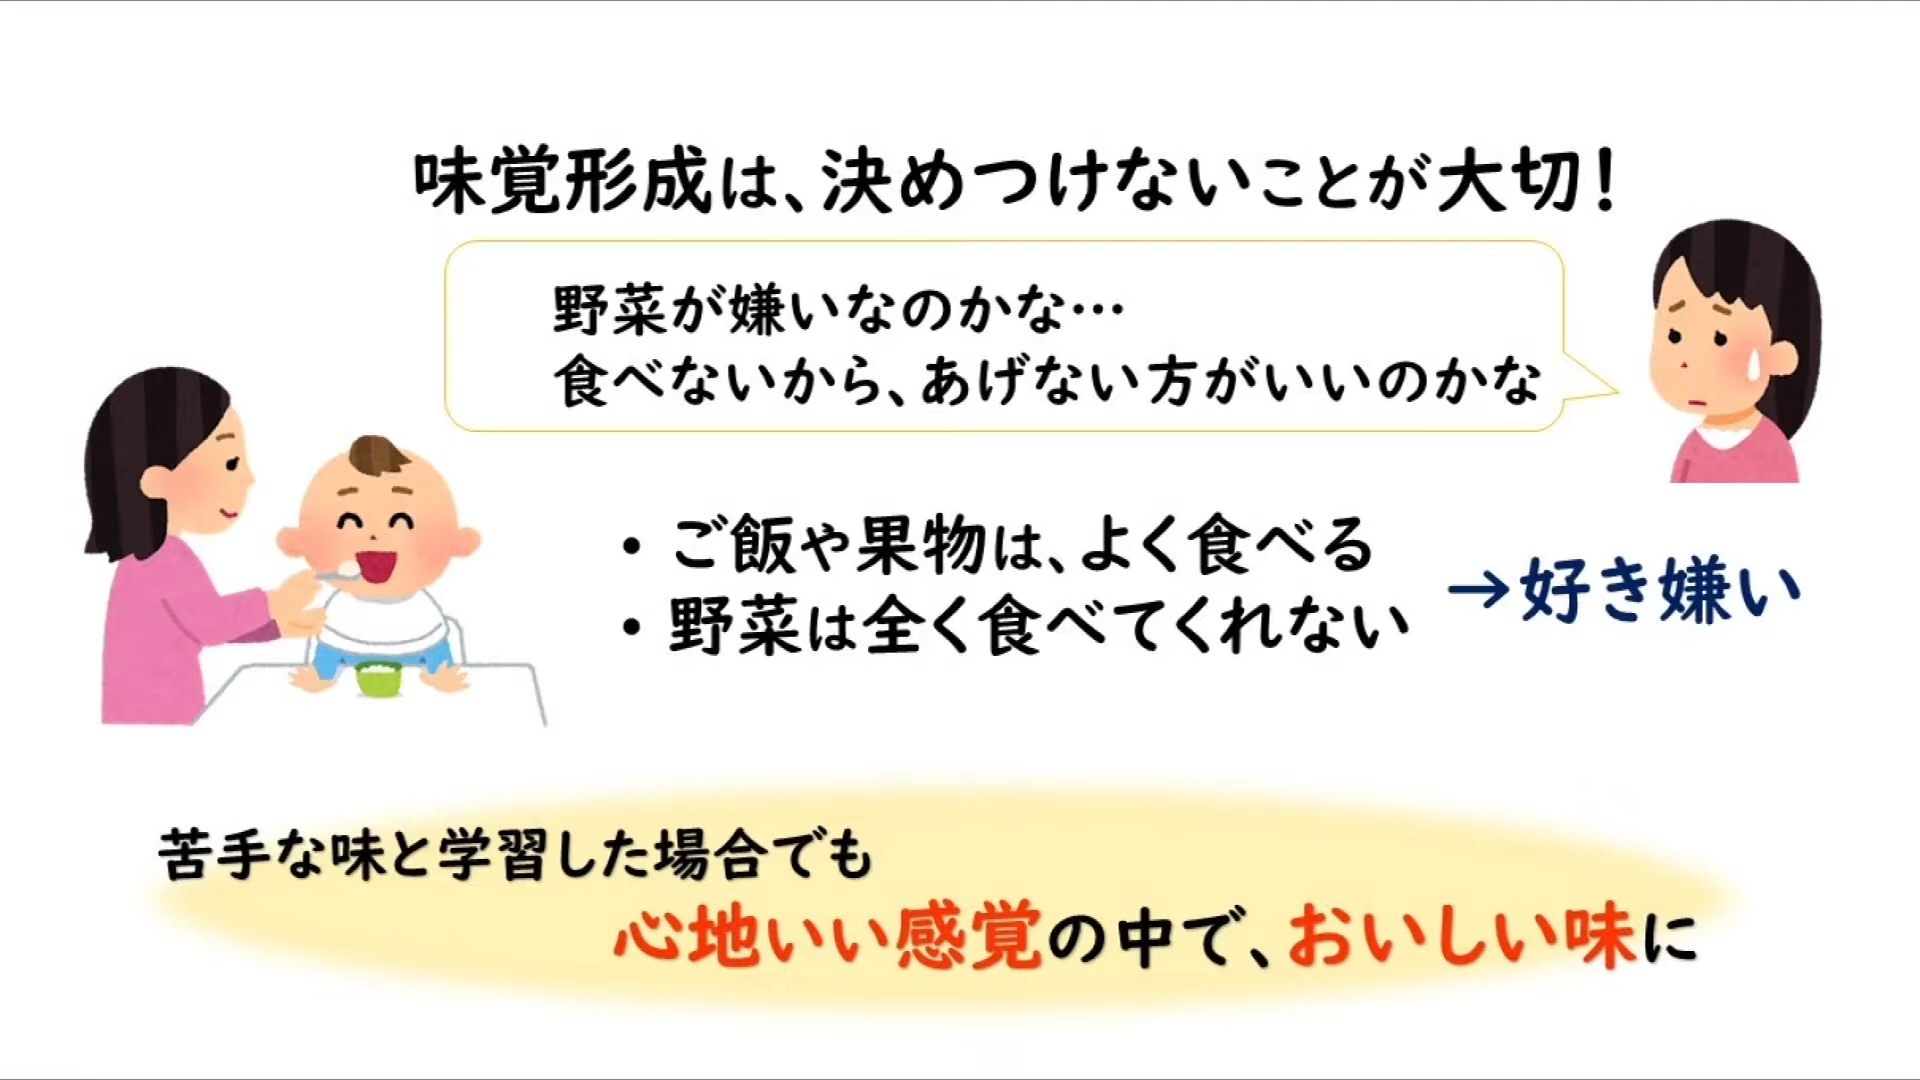 味覚形成は、決めつけないことが大切！
野菜が嫌いなのかな…
食べないから、あげない方がいいのかな
・ご飯や果物は、よく食べる
・野菜は全く食べてくれない
→好き嫌い
苦手な味と学習した場合でも
心地いい感覚の中で、おいしい味に